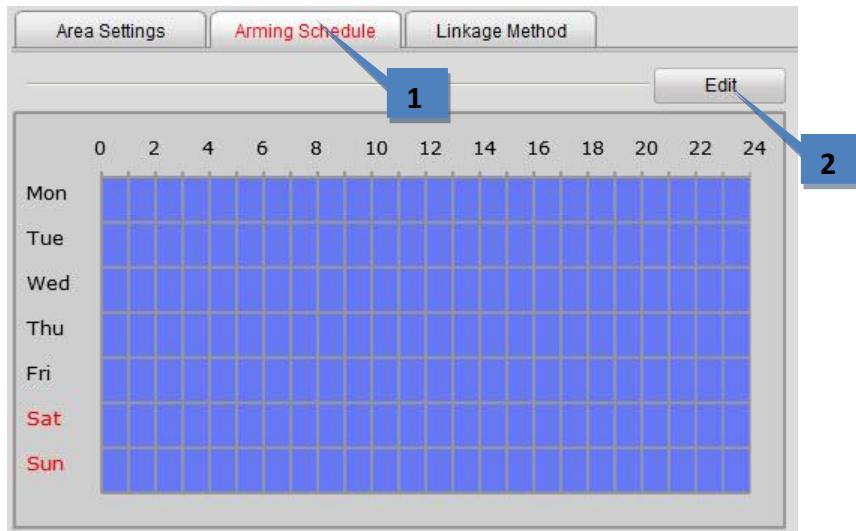 Area Settings Arming Schedule Linkage Method
1
Edit
2
0 2 4 6 8 10 12 14 16 18 20 22 24
Mon
Tue
Wed
Thu
Fri
Sat
Sun